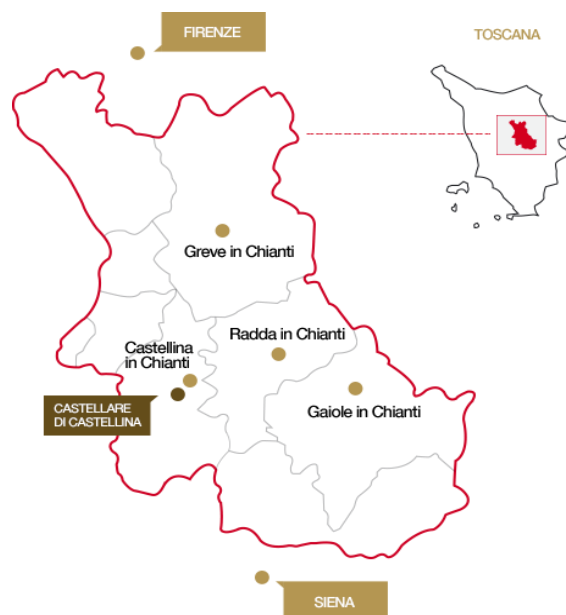 FIRENZE
TOSCANA
Greve in Chianti
Radda in Chianti
Castellina
in Chianti
CASTELLARE
DI CASTELLINA
Gaiole in Chianti
SIENA